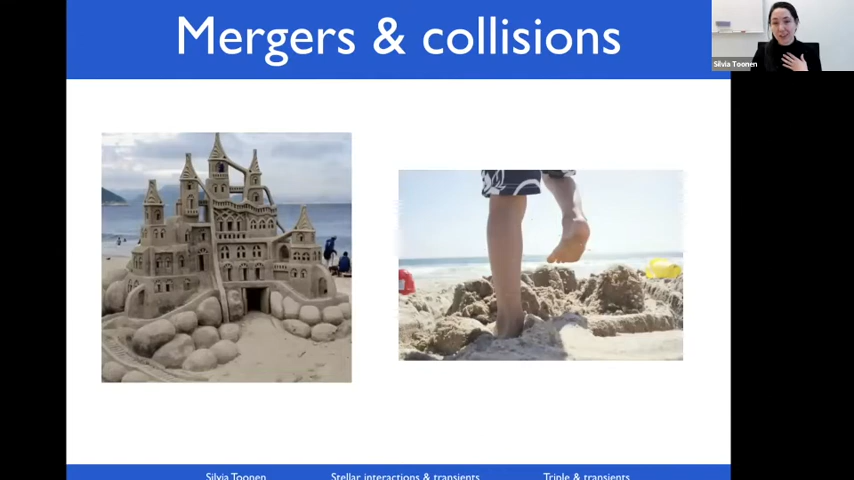 Mergers & collisions
Silvia Toonen
Silvia Toonen
Stellar interactions & transients
Triple & transients